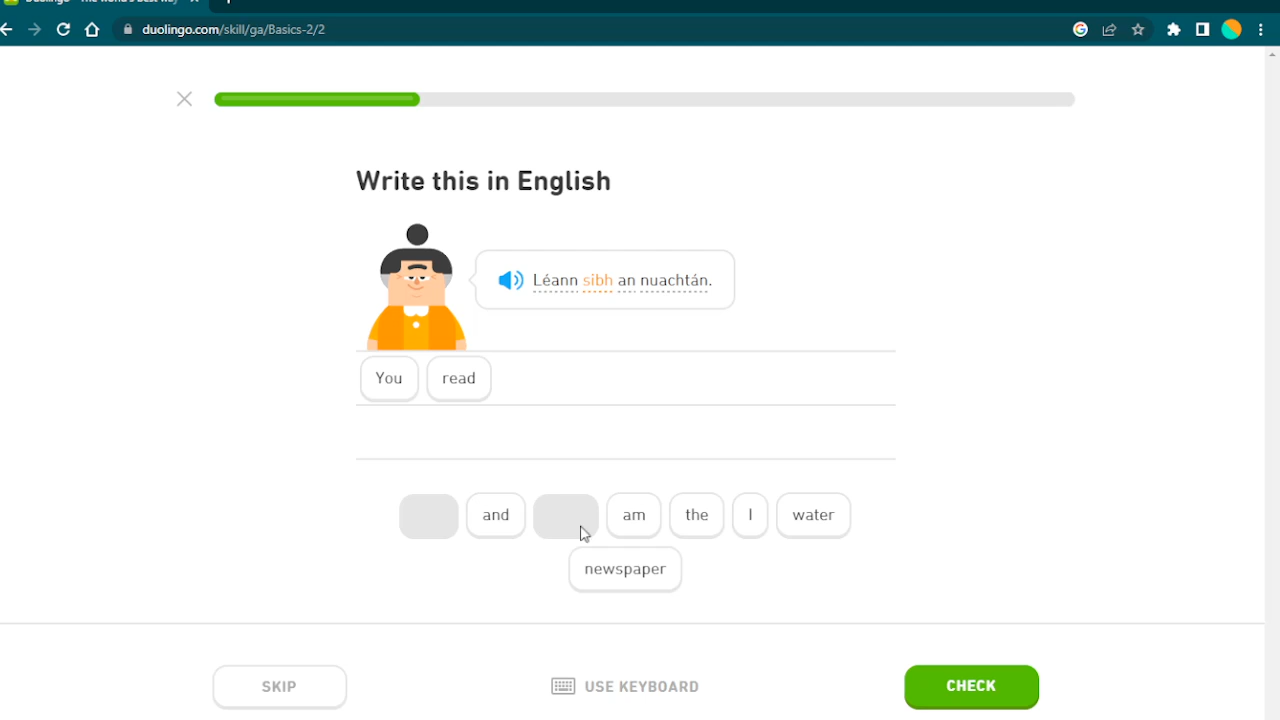 duolingo.com/skill/ga/Basics-2/2
Write this in English
Léann sibh an nuachtán.
You read
and am the I water
newspaper
SKIP USE KEYBOARD CHECK